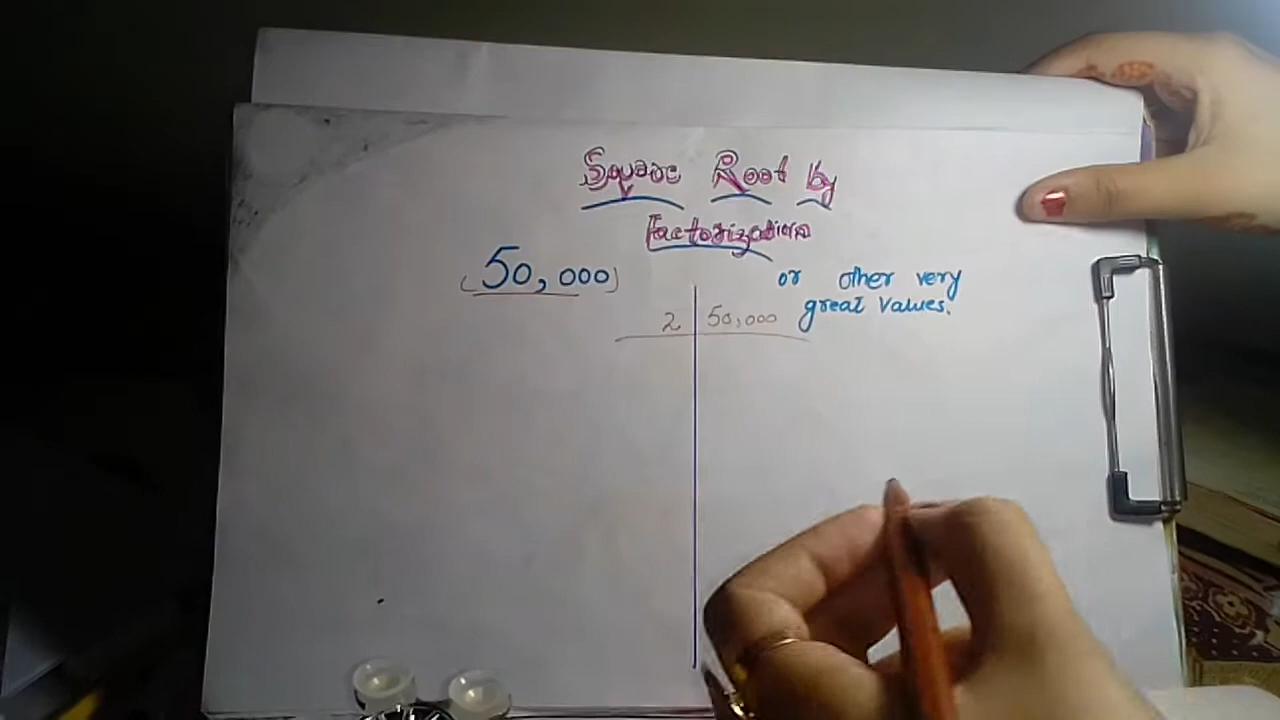 Square Root by
Factorization
(50,000)
or other very
great values.
2 50,000